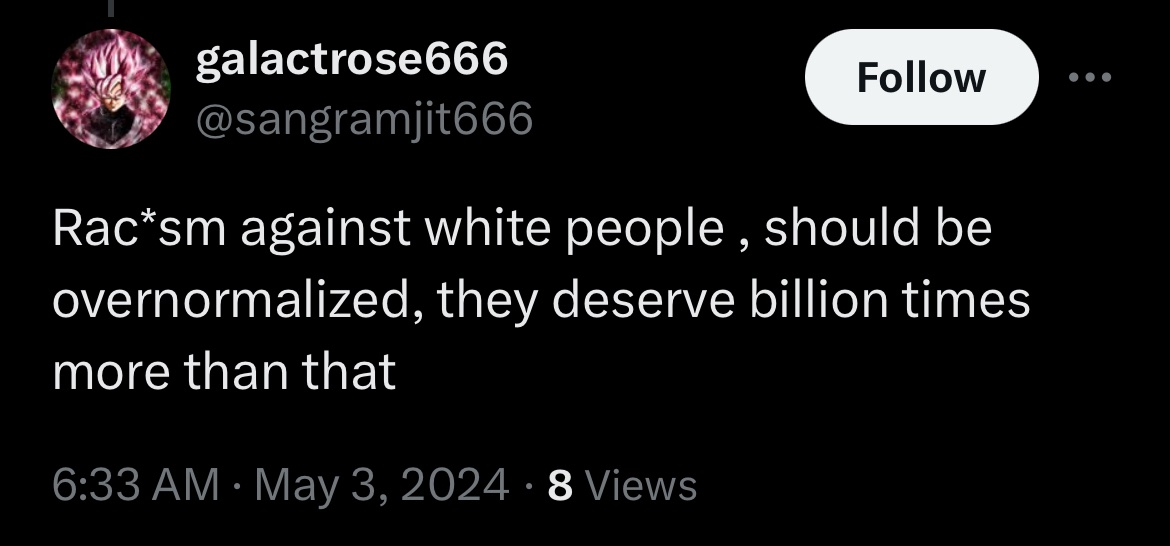 galactrose666
Follow
@sangramjit666
Rac*sm against white people , should be
overnormalized, they deserve billion times
more than that
6:33 AM · May 3, 2024 · 8 Views